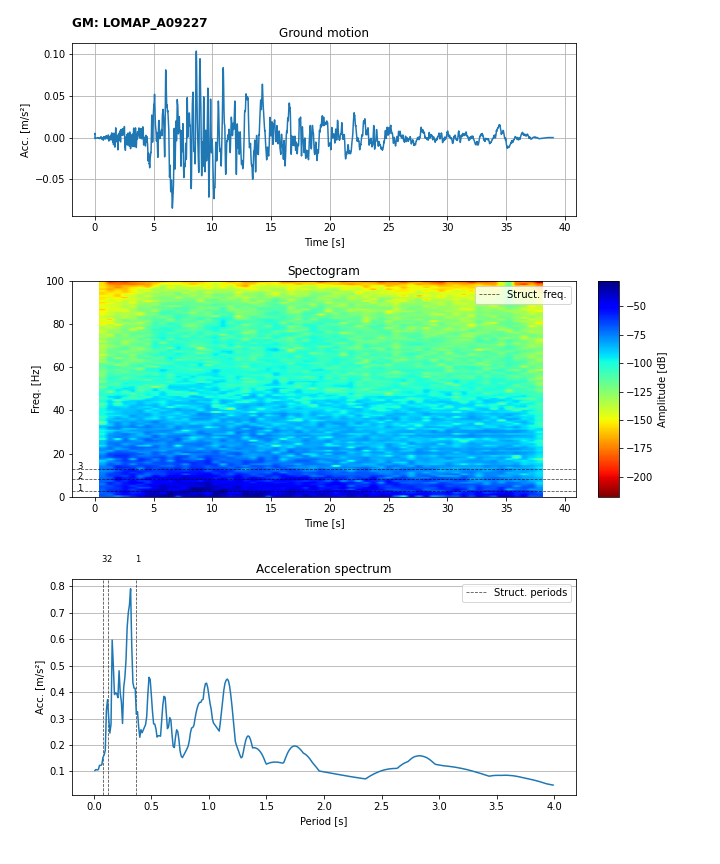 GM: LOMAP_A09227
Ground motion
0.10
0.05
0.00
−0.05
Acc. [m/s²]
0 5 10 15 20 25 30 35 40
Time [s]
Spectogram
100
80
60
40
20
0
Freq. [Hz]
3
2
1
Struct. freq.
0 5 10 15 20 25 30 35 40
Time [s]
−50
−75
−100
−125
−150
−175
−200
Amplitude [dB]
32 1
Acceleration spectrum
0.8
0.7
0.6
0.5
0.4
0.3
0.2
0.1
Acc. [m/s²]
Struct. periods
0.0 0.5 1.0 1.5 2.0 2.5 3.0 3.5 4.0
Period [s]